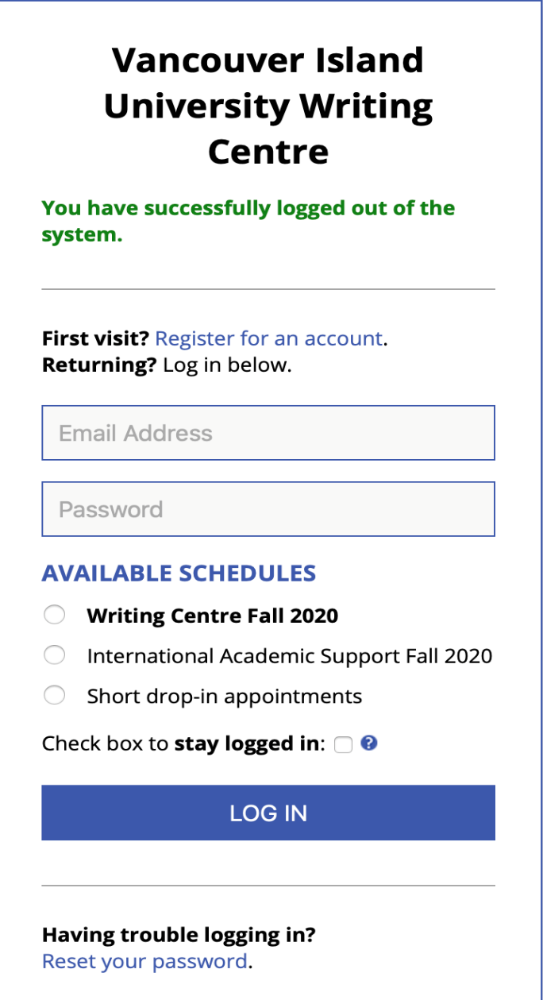 Vancouver Island
University Writing
Centre
You have successfully logged out of the
system.
First visit? Register for an account.
Returning? Log in below.
Email Address
Password
AVAILABLE SCHEDULES
Writing Centre Fall 2020
International Academic Support Fall 2020
Short drop-in appointments
Check box to stay logged in: ?
LOG IN
Having trouble logging in?
Reset your password.